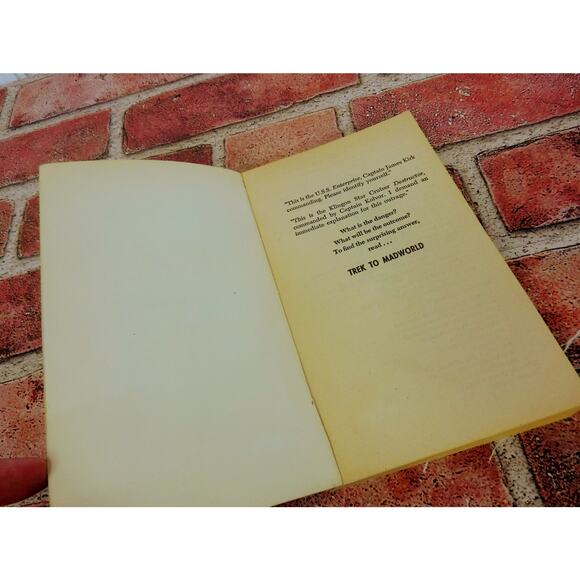 "This is the U.S.S. Enterprise, Captain James Kirk
commanding. Please identify yourself."
"This is the Klingon Star Cruiser Destructor,
commanded by Captain Kolvor. I demand an
immediate explanation for this outrage."
What is the danger?
What will be the outcome?
To find the surprising answer,
read . . .
TREK TO MADWORLD